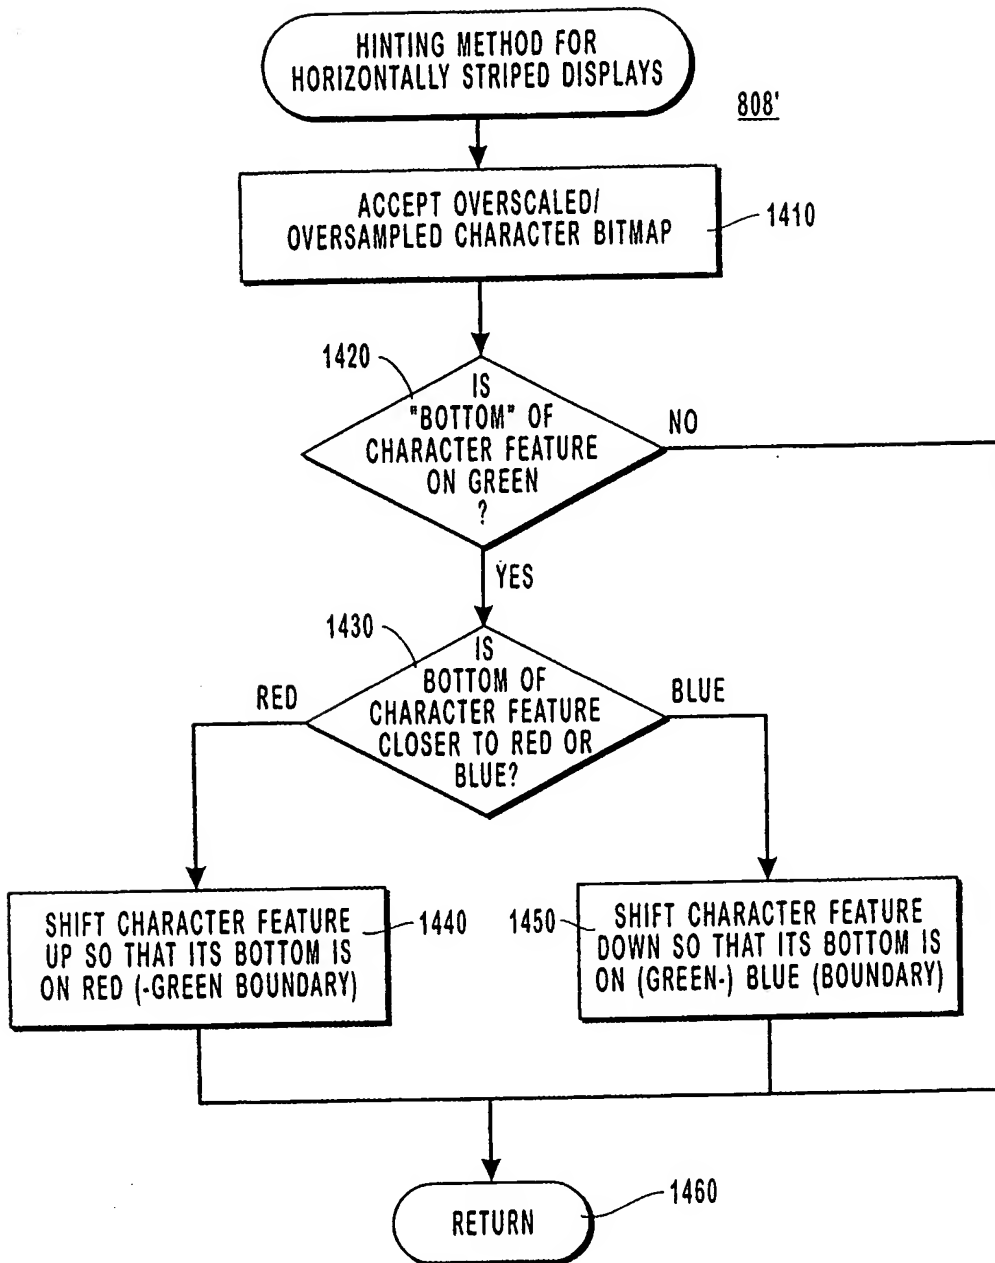 HINTING METHOD FOR
HORIZONTALLY STRIPED DISPLAYS
808'
ACCEPT OVERSCALED/
OVERSAMPLED CHARACTER BITMAP
1410
1420
IS
"BOTTOM" OF
CHARACTER FEATURE
ON GREEN
?
NO
YES
1430
IS
BOTTOM OF
CHARACTER FEATURE
CLOSER TO RED OR
BLUE?
RED
BLUE
SHIFT CHARACTER FEATURE
UP SO THAT ITS BOTTOM IS
ON RED (-GREEN BOUNDARY)
1440
1450
SHIFT CHARACTER FEATURE
DOWN SO THAT ITS BOTTOM IS
ON (GREEN-) BLUE (BOUNDARY)
RETURN
1460